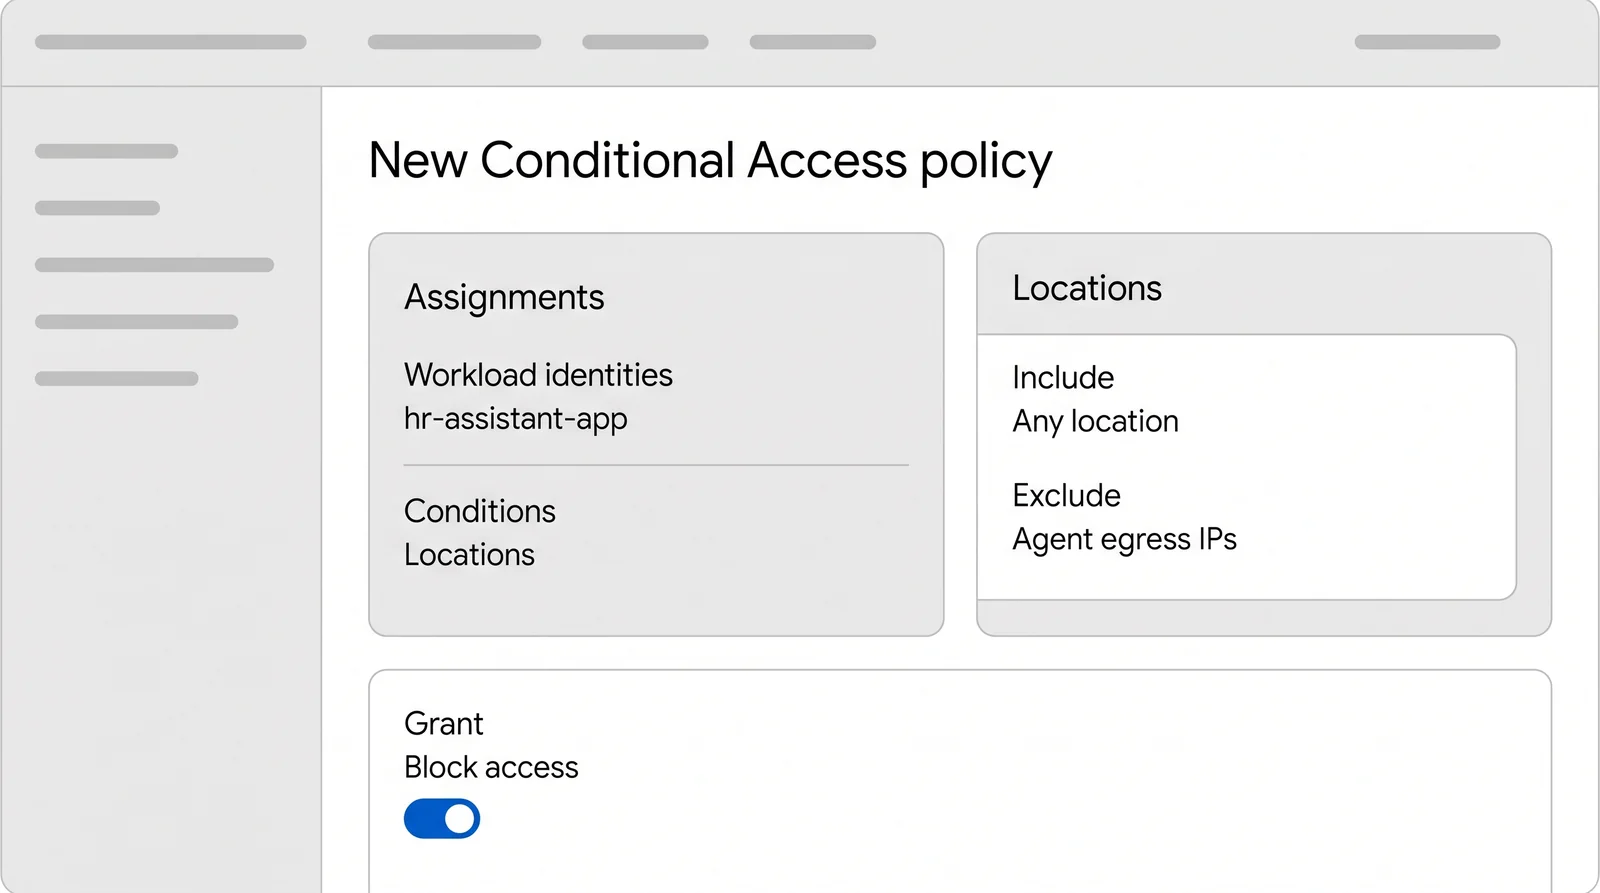 New Conditional Access policy
Assignments
Workload identities
hr-assistant-app
Conditions
Locations
Locations
Include
Any location
Exclude
Agent egress IPs
Grant
Block access